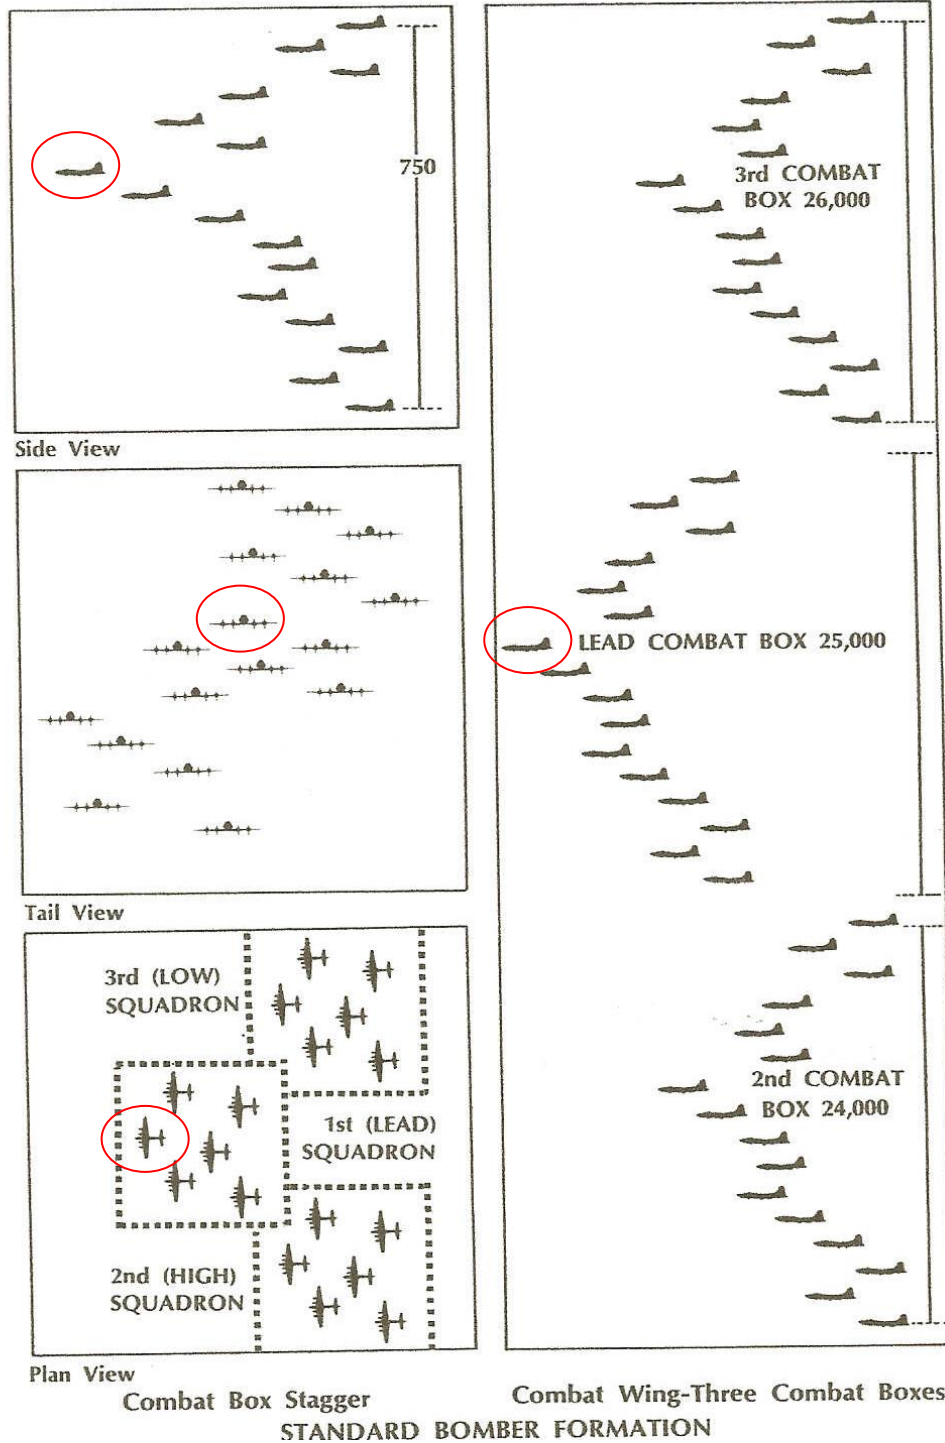 750
Side View
Tail View
3rd (LOW)
SQUADRON
1st (LEAD)
SQUADRON
2nd (HIGH)
SQUADRON
Plan View
Combat Box Stagger
3rd COMBAT
BOX 26,000
LEAD COMBAT BOX 25,000
2nd COMBAT
BOX 24,000
Combat Wing-Three Combat Boxes
STANDARD BOMBER FORMATION